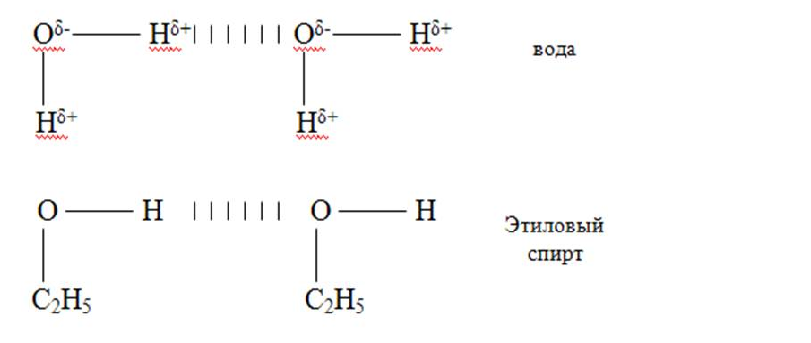 Oδ- Hδ+ Oδ- Hδ+
вода
Hδ+ Hδ+
O H O H
Этиловый
спирт
C₂H₅ C₂H₅